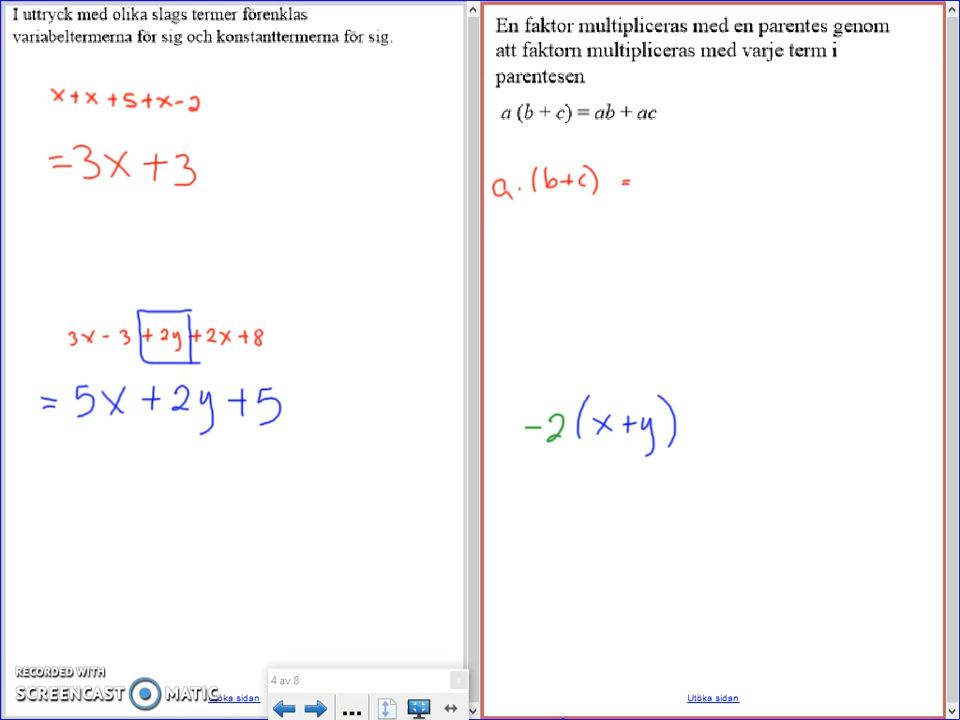 I uttryck med olika slags termer förenklas
variabeltermerna för sig och konstanttermerna för sig.
x+x+5+x-2
=3x+3
3x-3+2y+2x+8
=5x+2y+5
En faktor multipliceras med en parentes genom
att faktorn multipliceras med varje term i
parentesen
a (b + c) = ab + ac
a·(b+c) =
-2(x+y)
RECORDED WITH
SCREENCAST MATIC
Utöka sidan
4 av 8
...
Utöka sidan